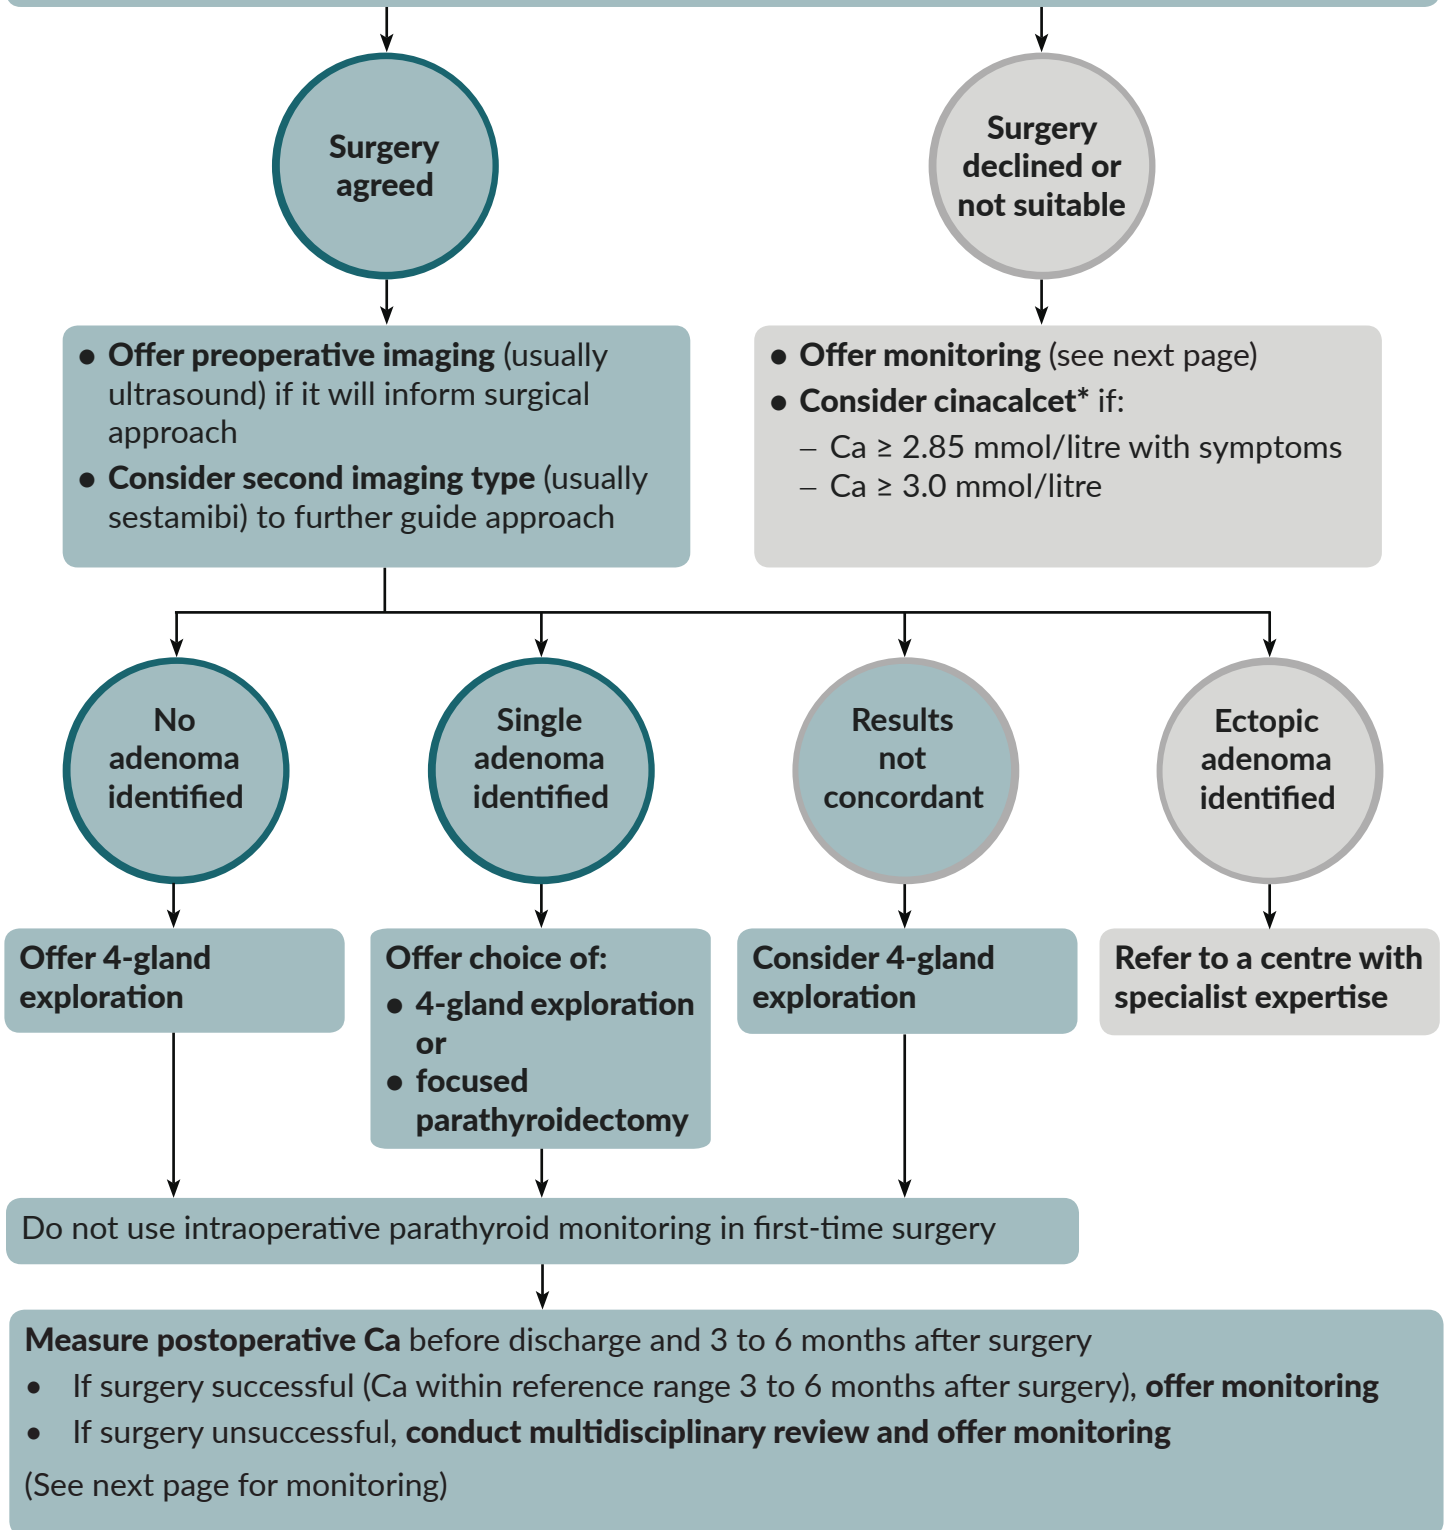 Surgery
agreed
Surgery
declined or
not suitable
● Offer preoperative imaging (usually
ultrasound) if it will inform surgical
approach
● Consider second imaging type (usually
sestamibi) to further guide approach
● Offer monitoring (see next page)
● Consider cinacalcet* if:
– Ca ≥ 2.85 mmol/litre with symptoms
– Ca ≥ 3.0 mmol/litre
No
adenoma
identified
Single
adenoma
identified
Results
not
concordant
Ectopic
adenoma
identified
Offer 4-gland
exploration
Offer choice of:
● 4-gland exploration
or
● focused
parathyroidectomy
Consider 4-gland
exploration
Refer to a centre with
specialist expertise
Do not use intraoperative parathyroid monitoring in first-time surgery
Measure postoperative Ca before discharge and 3 to 6 months after surgery
• If surgery successful (Ca within reference range 3 to 6 months after surgery), offer monitoring
• If surgery unsuccessful, conduct multidisciplinary review and offer monitoring
(See next page for monitoring)